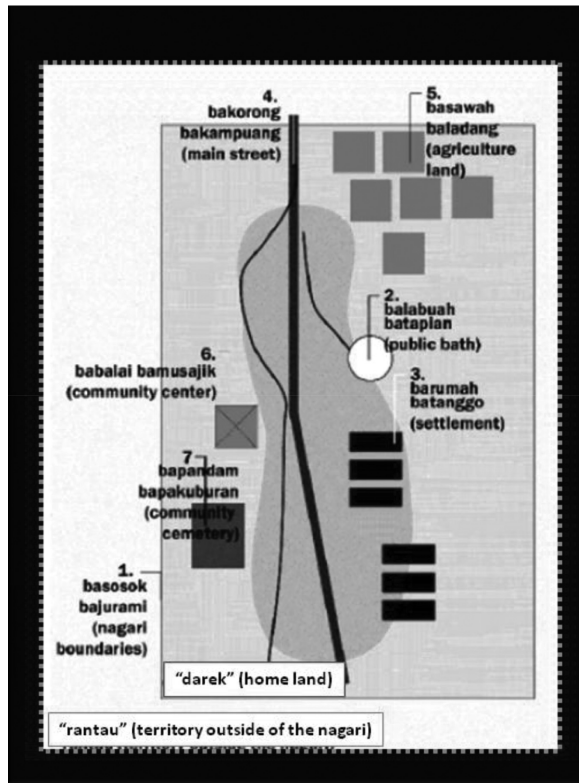 4.
bakorong
bakampuang
(main street)
5.
basawah
baladang
(agriculture
land)
2.
balabuah
batapian
(public bath)
6.
babalai bamusajik
(community center)
3.
barumah
batanggo
(settlement)
7
bapandam
bapakuburan
(community
cemetery)
1.
basosok
bajurami
(nagari
boundaries)
“darek” (home land)
“rantau” (territory outside of the nagari)